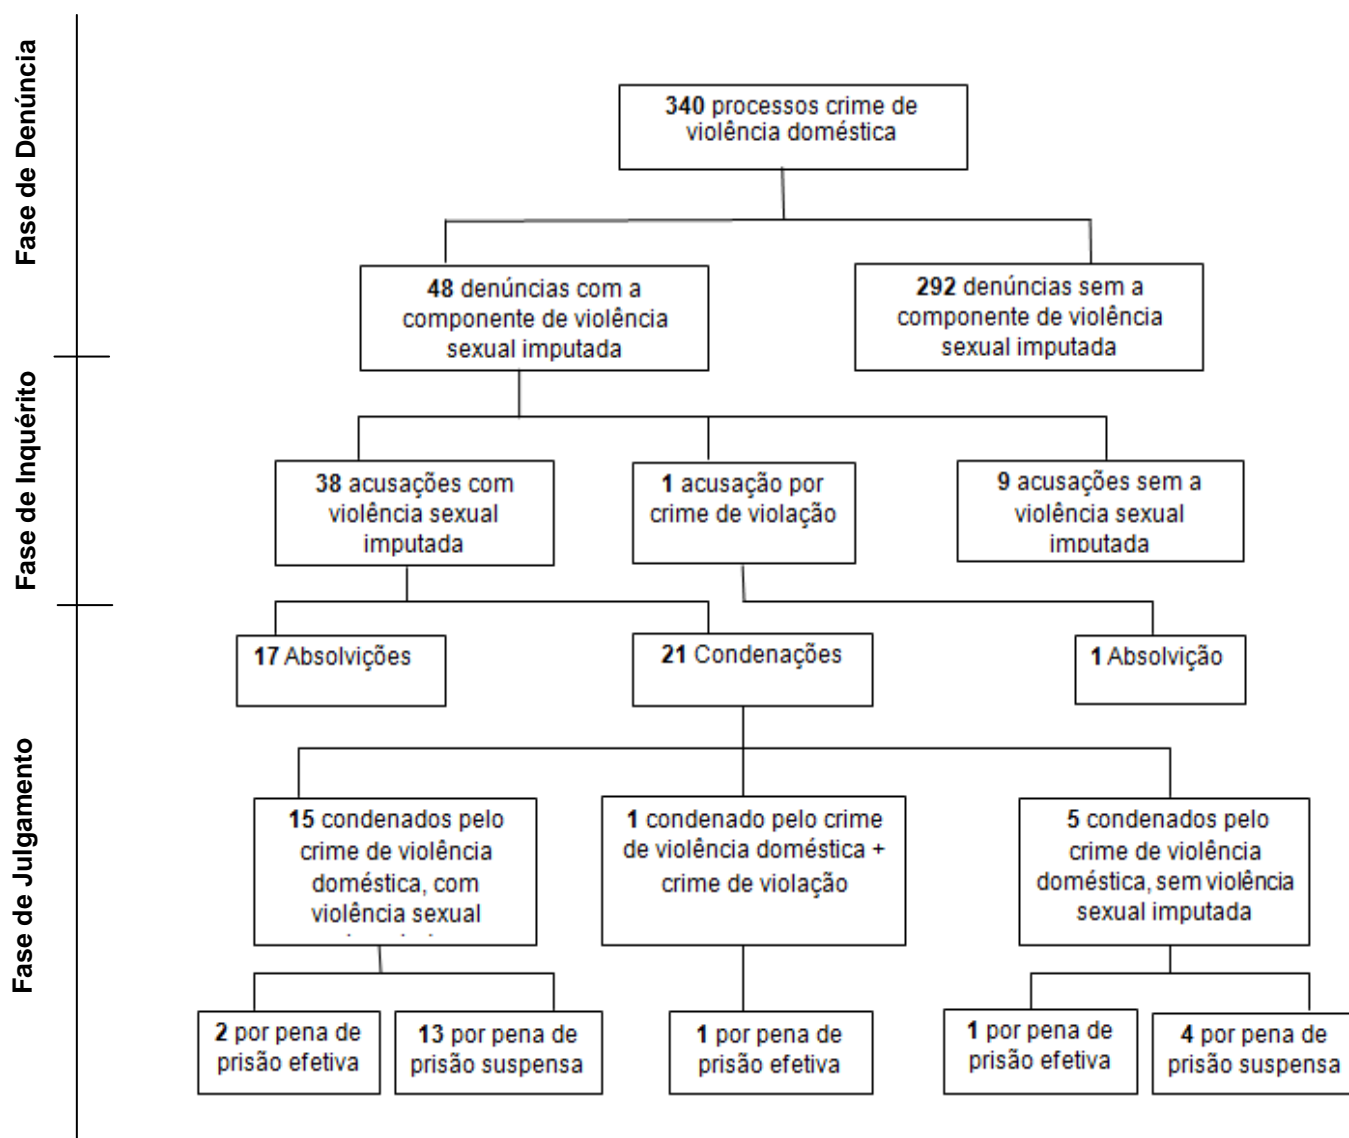 Fase de Denúncia
340 processos crime de
violência doméstica
48 denúncias com a
componente de violência
sexual imputada
292 denúncias sem a
componente de violência
sexual imputada
Fase de Inquérito
38 acusações com
violência sexual
imputada
1 acusação por
crime de violação
9 acusações sem a
violência sexual
imputada
Fase de Julgamento
17 Absolvições
21 Condenações
1 Absolvição
15 condenados pelo
crime de violência
doméstica, com
violência sexual
1 condenado pelo crime
de violência doméstica +
crime de violação
5 condenados pelo
crime de violência
doméstica, sem violência
sexual imputada
2 por pena de
prisão efetiva
13 por pena de
prisão suspensa
1 por pena de
prisão efetiva
1 por pena de
prisão efetiva
4 por pena de
prisão suspensa